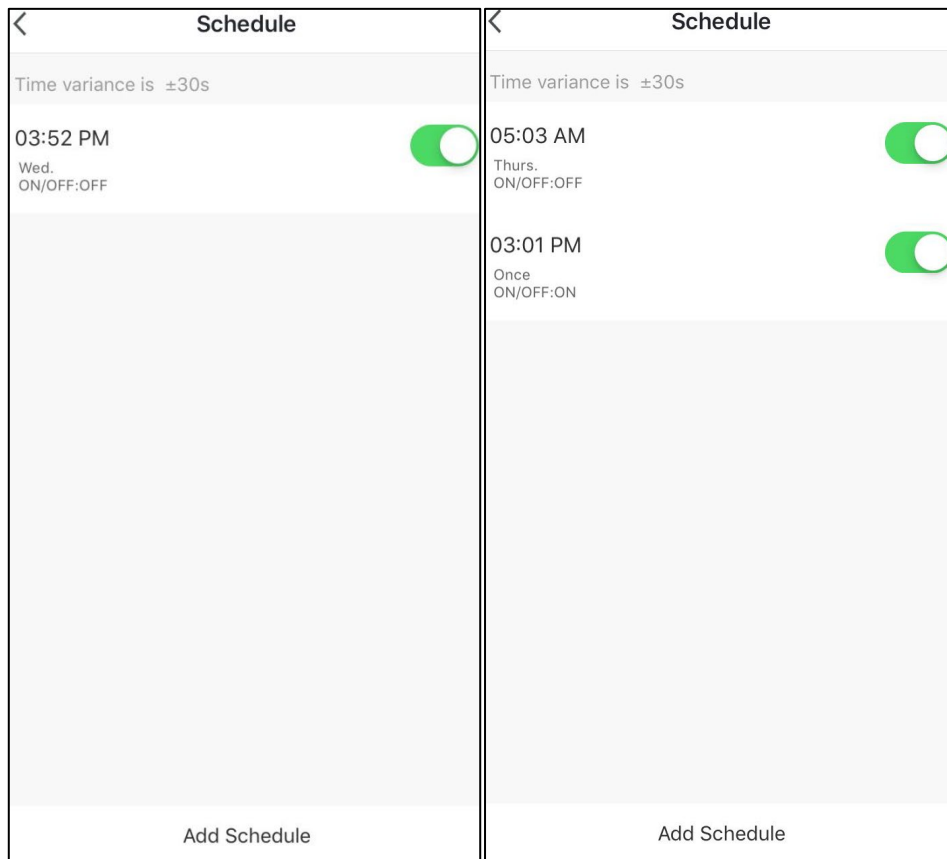 Schedule
Time variance is ±30s
03:52 PM
Wed.
ON/OFF:OFF
Add Schedule
Schedule
Time variance is ±30s
05:03 AM
Thurs.
ON/OFF:OFF
03:01 PM
Once
ON/OFF:ON
Add Schedule